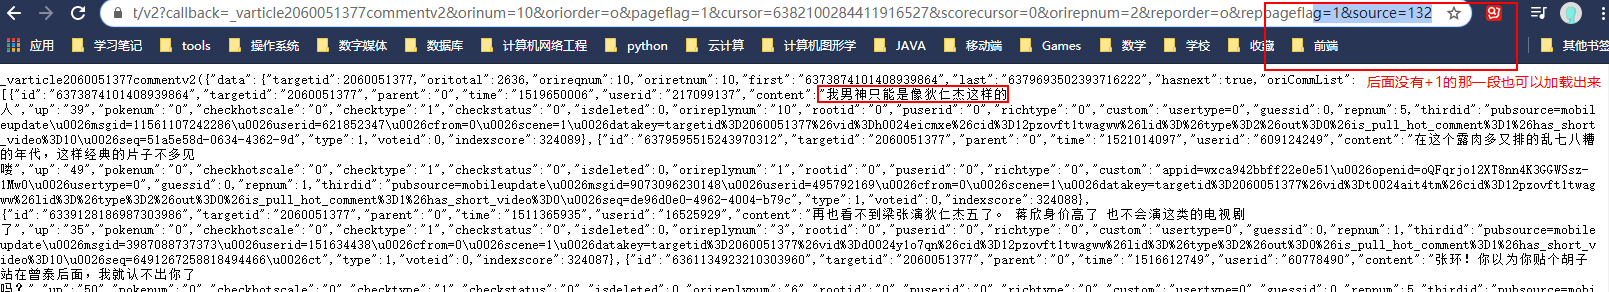 t/v2?callback=_varticle2060051377commentv2&orinum=10&oriorder=o&pageflag=1&cursor=6382100284411916527&scorecursor=0&orirepnum=2&reporder=o&reppageflag=1&source=132
应用 学习笔记 tools 操作系统 数字媒体 数据库 计算机网络工程 python 云计算 计算机图形学 JAVA 移动端 Games 数学 学校 收藏 前端 其他书签
_varticle2060051377commentv2({"data":{"targetid":2060051377,"oritotal":2636,"orireqnum":10,"oriretnum":10,"first":"6373874101408939864","last":"6379693502393716222","hasnext":true,"oriCommList":
后面没有+1的那一段也可以加载出来
[{"id":"6373874101408939864","targetid":"2060051377","parent":"0","time":"1519650006","userid":"217099137","content":"我男神只能是像狄仁杰这样的
人","up":"39","pokenum":"0","checkhotscale":"0","checktype":"1","checkstatus":"0","isdeleted":"0","orireplynum":"10","rootid":"0","puserid":"0","richtype":"0","custom":"usertype=0","guessid":0,"repnum":5,"thirdid":"pubsource=mobile
update\u0026msgid=11561107242286\u0026userid=621852347\u0026cfrom=0\u0026scene=1\u0026datakey=targetid%3D2060051377%26vid%3Dh0024eicmxe%26cid%3D12pzovft1twagww%26lid%3D%26type%3D2%26out%3D0%26is_pull_hot_comment%3D1%26has_short
_video%3D10\u0026seq=51a5e58d-0634-4362-9d","type":1,"voteid":0,"indexscore":324089},{"id":"6379595515243970312","targetid":"2060051377","parent":"0","time":"1521014097","userid":"609124249","content":"在这个露肉多又排的乱七八糟
的年代，这样经典的片子不多见
喽","up":"49","pokenum":"0","checkhotscale":"0","checktype":"1","checkstatus":"0","isdeleted":"0","orireplynum":"1","rootid":"0","puserid":"0","richtype":"0","custom":"appid=wxca942bbff22e0e51\u0026openid=oQFqrjo12XT8nn4K3GGWSsz-
1Mw0\u0026usertype=0","guessid":0,"repnum":1,"thirdid":"pubsource=mobileupdate\u0026msgid=9073096230148\u0026userid=495792169\u0026cfrom=0\u0026scene=1\u0026datakey=targetid%3D2060051377%26vid%3Dt0024ait4tm%26cid%3D12pzovft1twag
ww%26lid%3D%26type%3D2%26out%3D0%26is_pull_hot_comment%3D1%26has_short_video%3D0\u0026seq=de96d0e0-4962-4004-b79c","type":1,"voteid":0,"indexscore":324088},
{"id":"6339128186987303986","targetid":"2060051377","parent":"0","time":"1511365935","userid":"16525929","content":"再也看不到梁张演狄仁杰五了。 蒋欣身价高了 也不会演这类的电视剧
了","up":"35","pokenum":"0","checkhotscale":"0","checktype":"1","checkstatus":"0","isdeleted":"0","orireplynum":"3","rootid":"0","puserid":"0","richtype":"0","custom":"usertype=0","guessid":0,"repnum":1,"thirdid":"pubsource=mobile
update\u0026msgid=3987088737373\u0026userid=151634438\u0026cfrom=0\u0026scene=1\u0026datakey=targetid%3D2060051377%26vid%3Dd0024y1o7qn%26cid%3D12pzovft1twagww%26lid%3D%26type%3D2%26out%3D0%26is_pull_hot_comment%3D1%26has_short_v
ideo%3D10\u0026seq=6491267258818494466\u0026ct","type":1,"voteid":0,"indexscore":324087},{"id":"6361134923210303960","targetid":"2060051377","parent":"0","time":"1516612749","userid":"60778490","content":"张环！你以为你贴个胡子
站在曾泰后面，我就认不出你了
吗？","up":"50","pokenum":"0","checkhotscale":"0","checktype":"1","checkstatus":"0","isdeleted":"0","orireplynum":"6","rootid":"0","puserid":"0","richtype":"0","custom":"usertype=0","guessid":0,"repnum":5,"thirdid":"pubsource=mobile